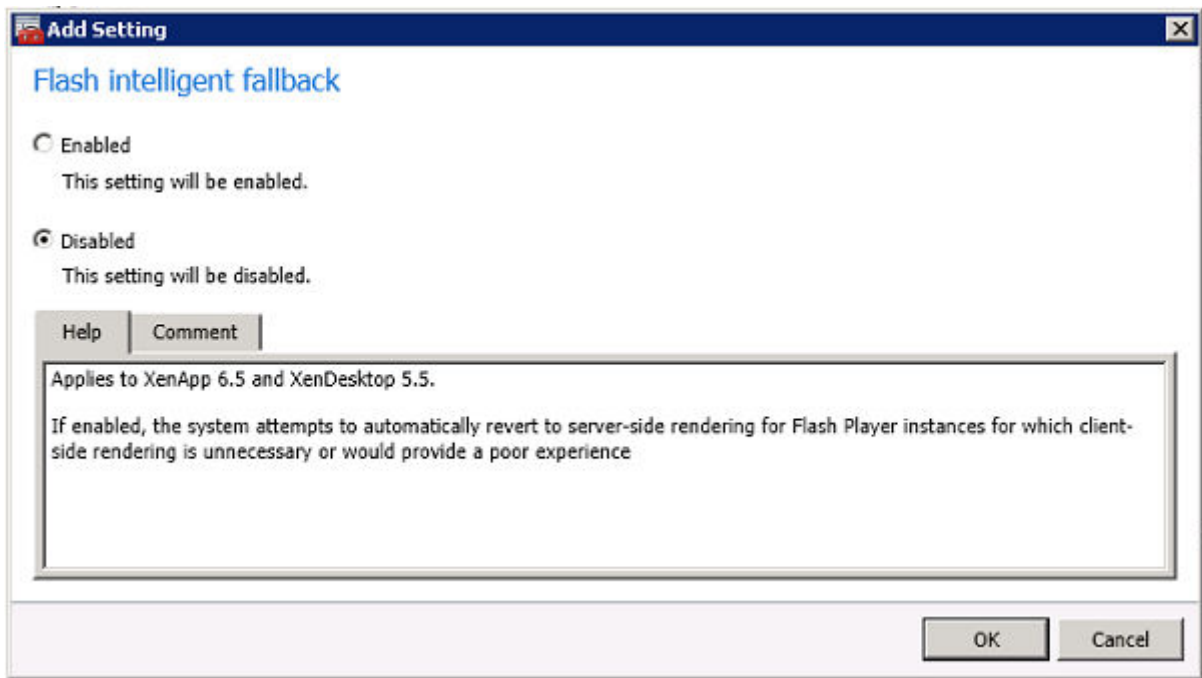 Add Setting
Flash intelligent fallback
Enabled
This setting will be enabled.
Disabled
This setting will be disabled.
Help Comment
Applies to XenApp 6.5 and XenDesktop 5.5.
If enabled, the system attempts to automatically revert to server-side rendering for Flash Player instances for which client-
side rendering is unnecessary or would provide a poor experience
OK Cancel